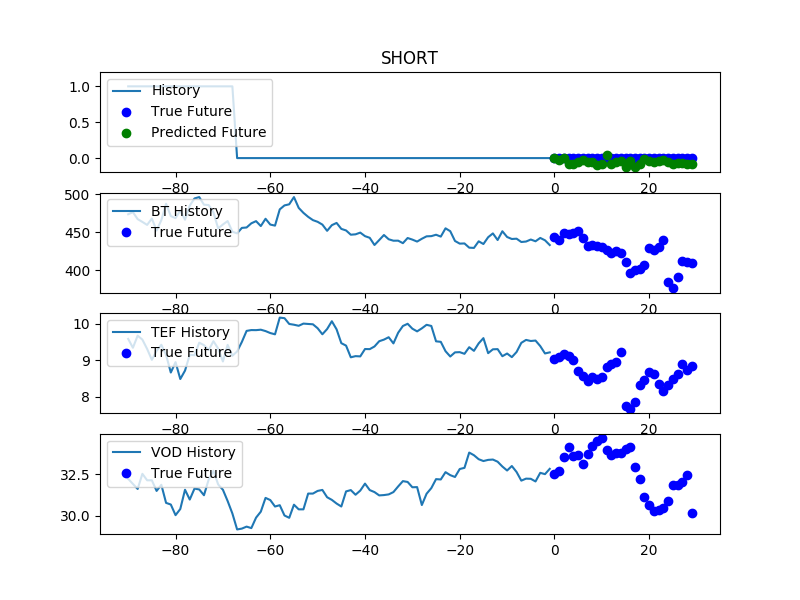 SHORT
1.0
0.5
0.0
History
True Future
Predicted Future
−80 −60 −40 −20 0 20
500
450
400
BT History
True Future
−80 −60 −40 −20 0 20
10
9
8
TEF History
True Future
−80 −60 −40 −20 0 20
32.5
30.0
VOD History
True Future
−80 −60 −40 −20 0 20